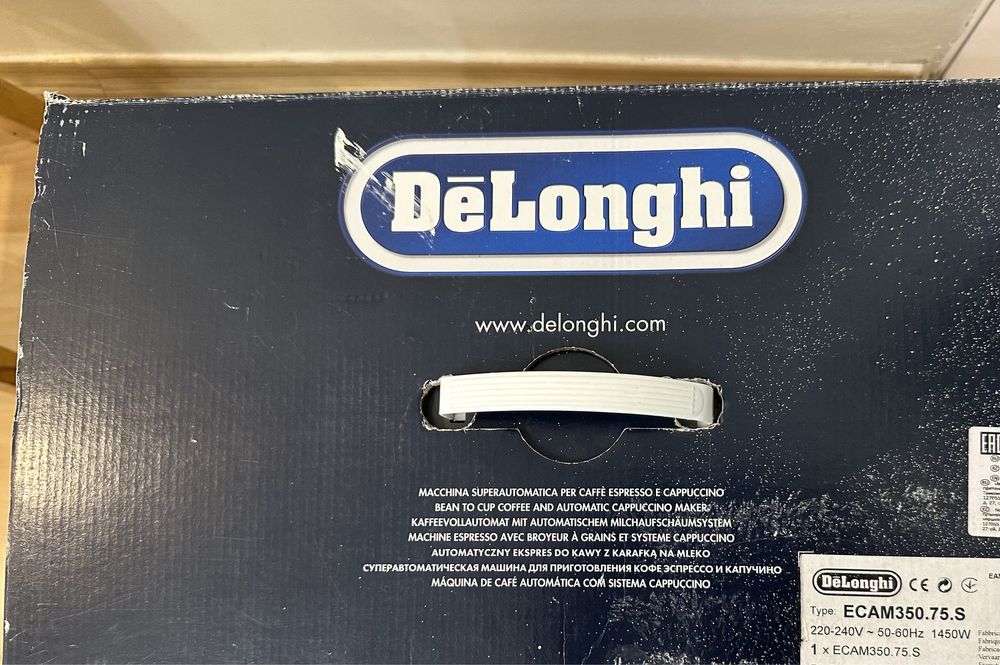 DēLonghi
www.delonghi.com
MACCHINA SUPERAUTOMATICA PER CAFFÈ ESPRESSO E CAPPUCCINO
BEAN TO CUP COFFEE AND AUTOMATIC CAPPUCCINO MAKER
KAFFEEVOLLAUTOMAT MIT AUTOMATISCHEM MILCHAUFSCHÄUMSYSTEM
MACHINE ESPRESSO AVEC BROYEUR À GRAINS ET SYSTEME CAPPUCCINO
AUTOMATYCZNY EKSPRES DO KAWY Z KARAFKĄ NA MLEKO
СУПЕРАВТОМАТИЧЕСКАЯ МАШИНА ДЛЯ ПРИГОТОВЛЕНИЯ КОФЕ ЭСПРЕССО И КАПУЧИНО
MÁQUINA DE CAFÉ AUTOMÁTICA COM SISTEMA CAPPUCCINO
EAC
DēLonghi CE
Type: ECAM350.75.S
220-240V ~ 50-60Hz 1450W
1 x ECAM350.75.S